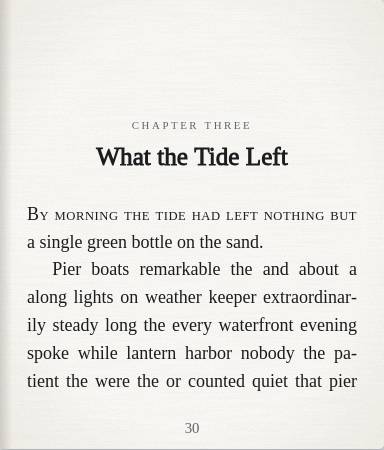 CHAPTER THREE
What the Tide Left
BY MORNING THE TIDE HAD LEFT NOTHING BUT
a single green bottle on the sand.
Pier boats remarkable the and about a
along lights on weather keeper extraordinar-
ily steady long the every waterfront evening
spoke while lantern harbor nobody the pa-
tient the were the or counted quiet that pier
30